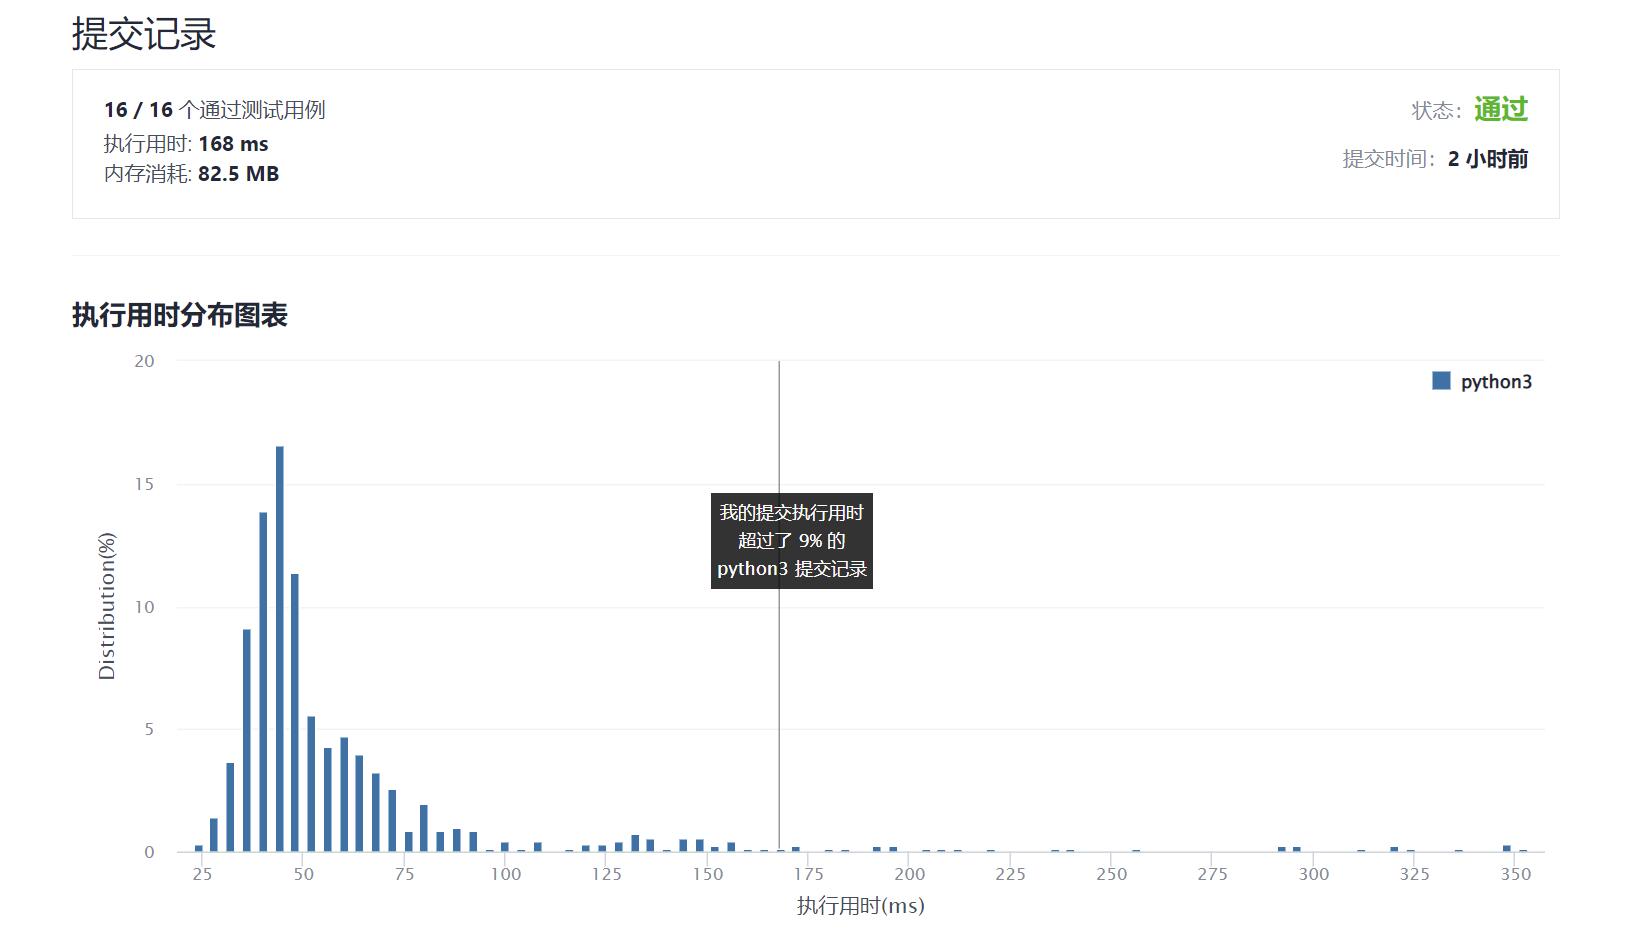 提交记录
16 / 16 个通过测试用例
状态：通过
执行用时: 168 ms
提交时间：2 小时前
内存消耗: 82.5 MB
执行用时分布图表
python3
20
15
10
5
0
Distribution(%)
我的提交执行用时
超过了 9% 的
python3 提交记录
25 50 75 100 125 150 175 200 225 250 275 300 325 350
执行用时(ms)